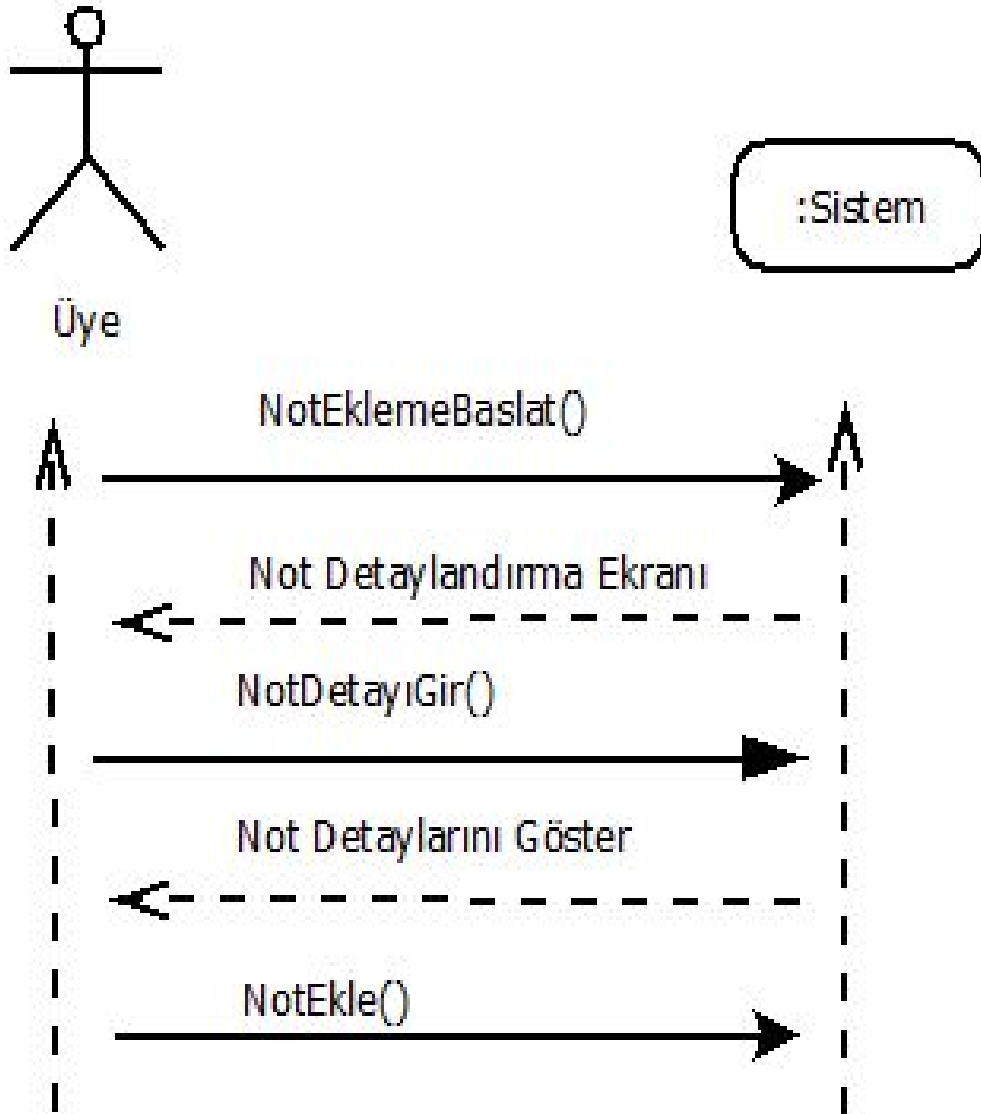 :Sistem
Üye
NotEklemeBaslat()
Not Detaylandırma Ekranı
NotDetayıGir()
Not Detaylarını Göster
NotEkle()